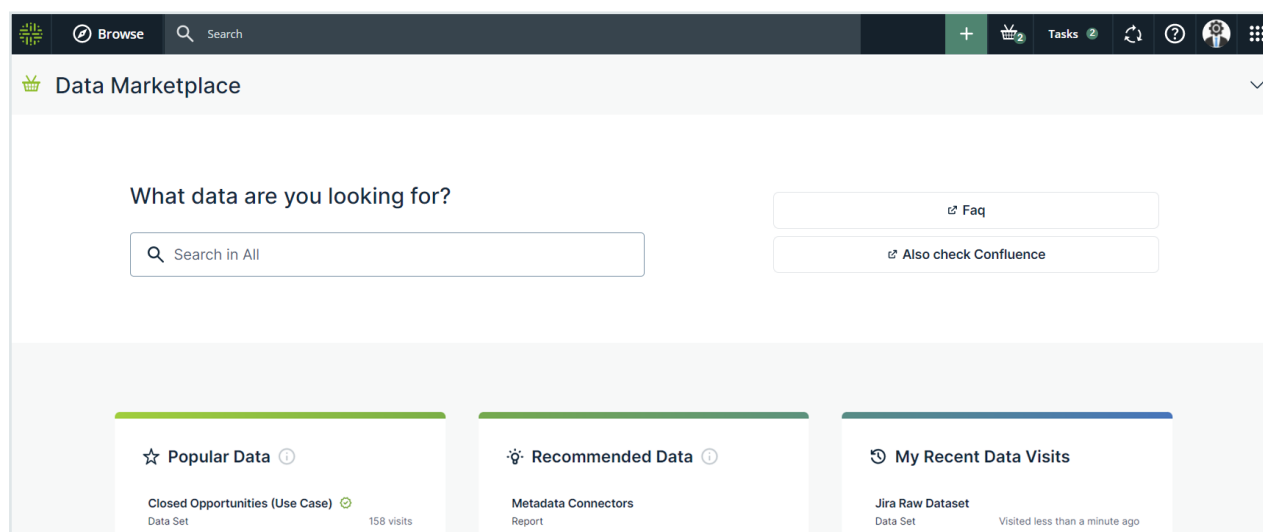 Browse Search + 2 Tasks 2
Data Marketplace
What data are you looking for?
Search in All
Faq
Also check Confluence
Popular Data
Closed Opportunities (Use Case)
Data Set 158 visits
Recommended Data
Metadata Connectors
Report
My Recent Data Visits
Jira Raw Dataset
Data Set Visited less than a minute ago